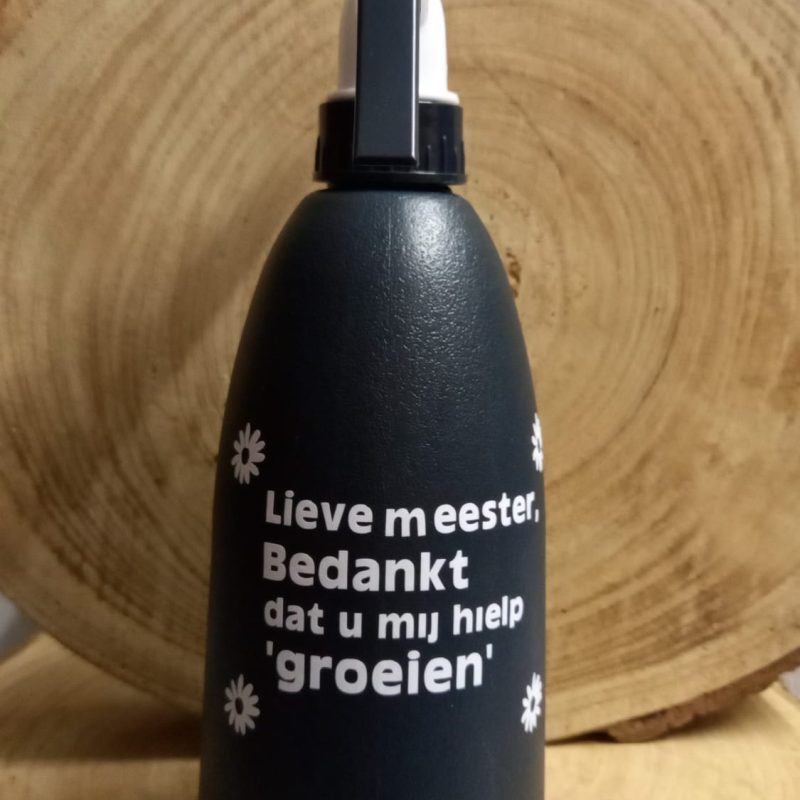 Lieve meester,
Bedankt
dat u mij hielp
'groeien'